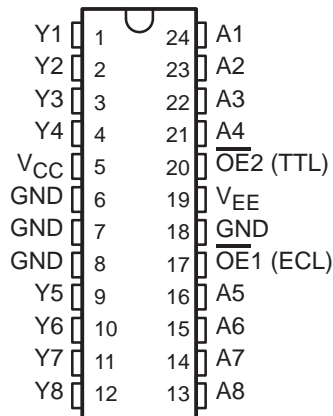 Y1 1 24 A1
Y2 2 23 A2
Y3 3 22 A3
Y4 4 21 A4
VCC 5 20 O̅E̅2 (TTL)
GND 6 19 VEE
GND 7 18 GND
GND 8 17 O̅E̅1 (ECL)
Y5 9 16 A5
Y6 10 15 A6
Y7 11 14 A7
Y8 12 13 A8